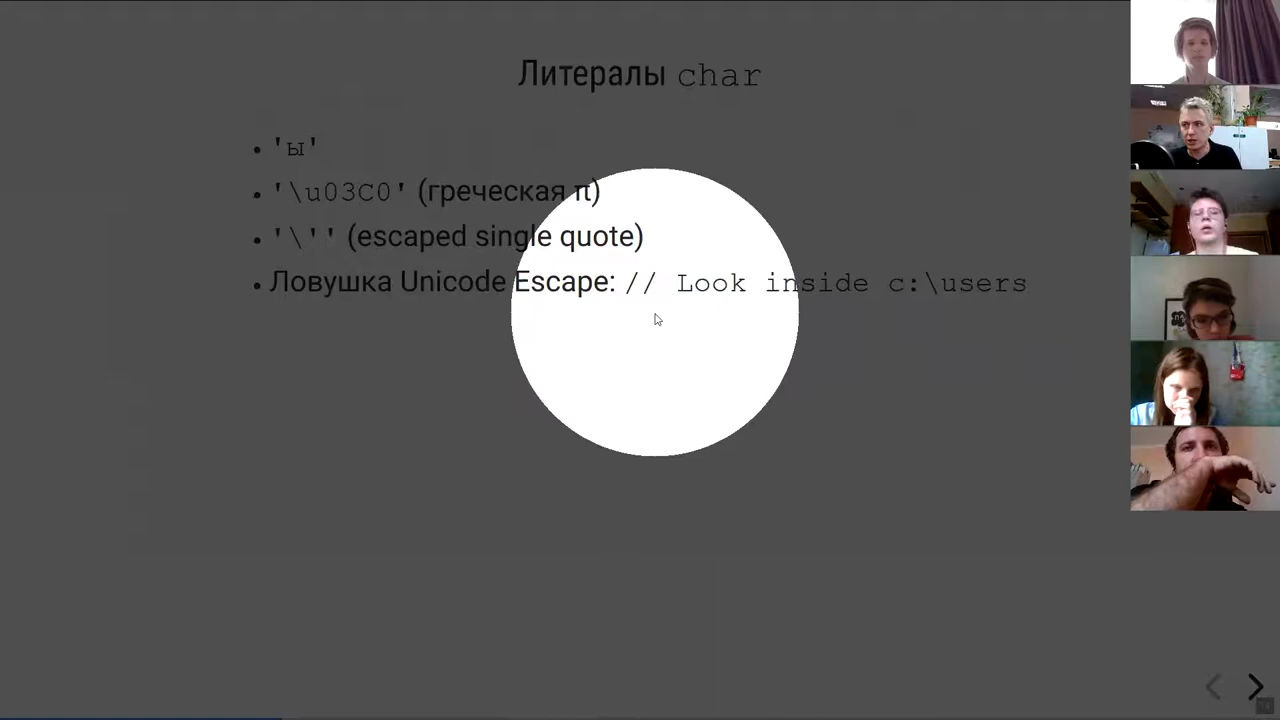 Литералы char
'ы'
'\u03C0' (греческая π)
'\'' (escaped single quote)
Ловушка Unicode Escape: // Look inside c:\users